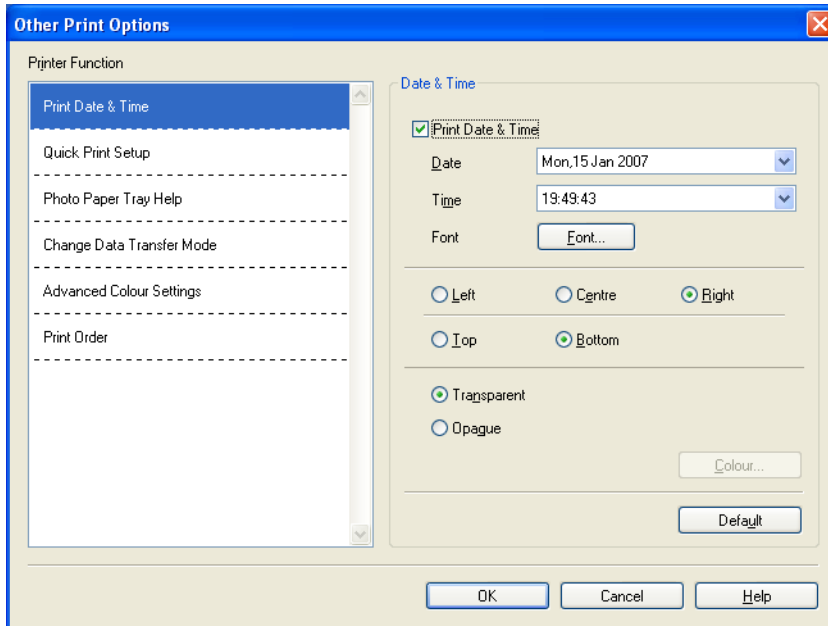 Other Print Options
Printer Function
Print Date & Time
Quick Print Setup
Photo Paper Tray Help
Change Data Transfer Mode
Advanced Colour Settings
Print Order
Date & Time
Print Date & Time
Date Mon,15 Jan 2007
Time 19:49:43
Font Font...
Left Centre Right
Top Bottom
Transparent
Opaque
Colour...
Default
OK Cancel Help